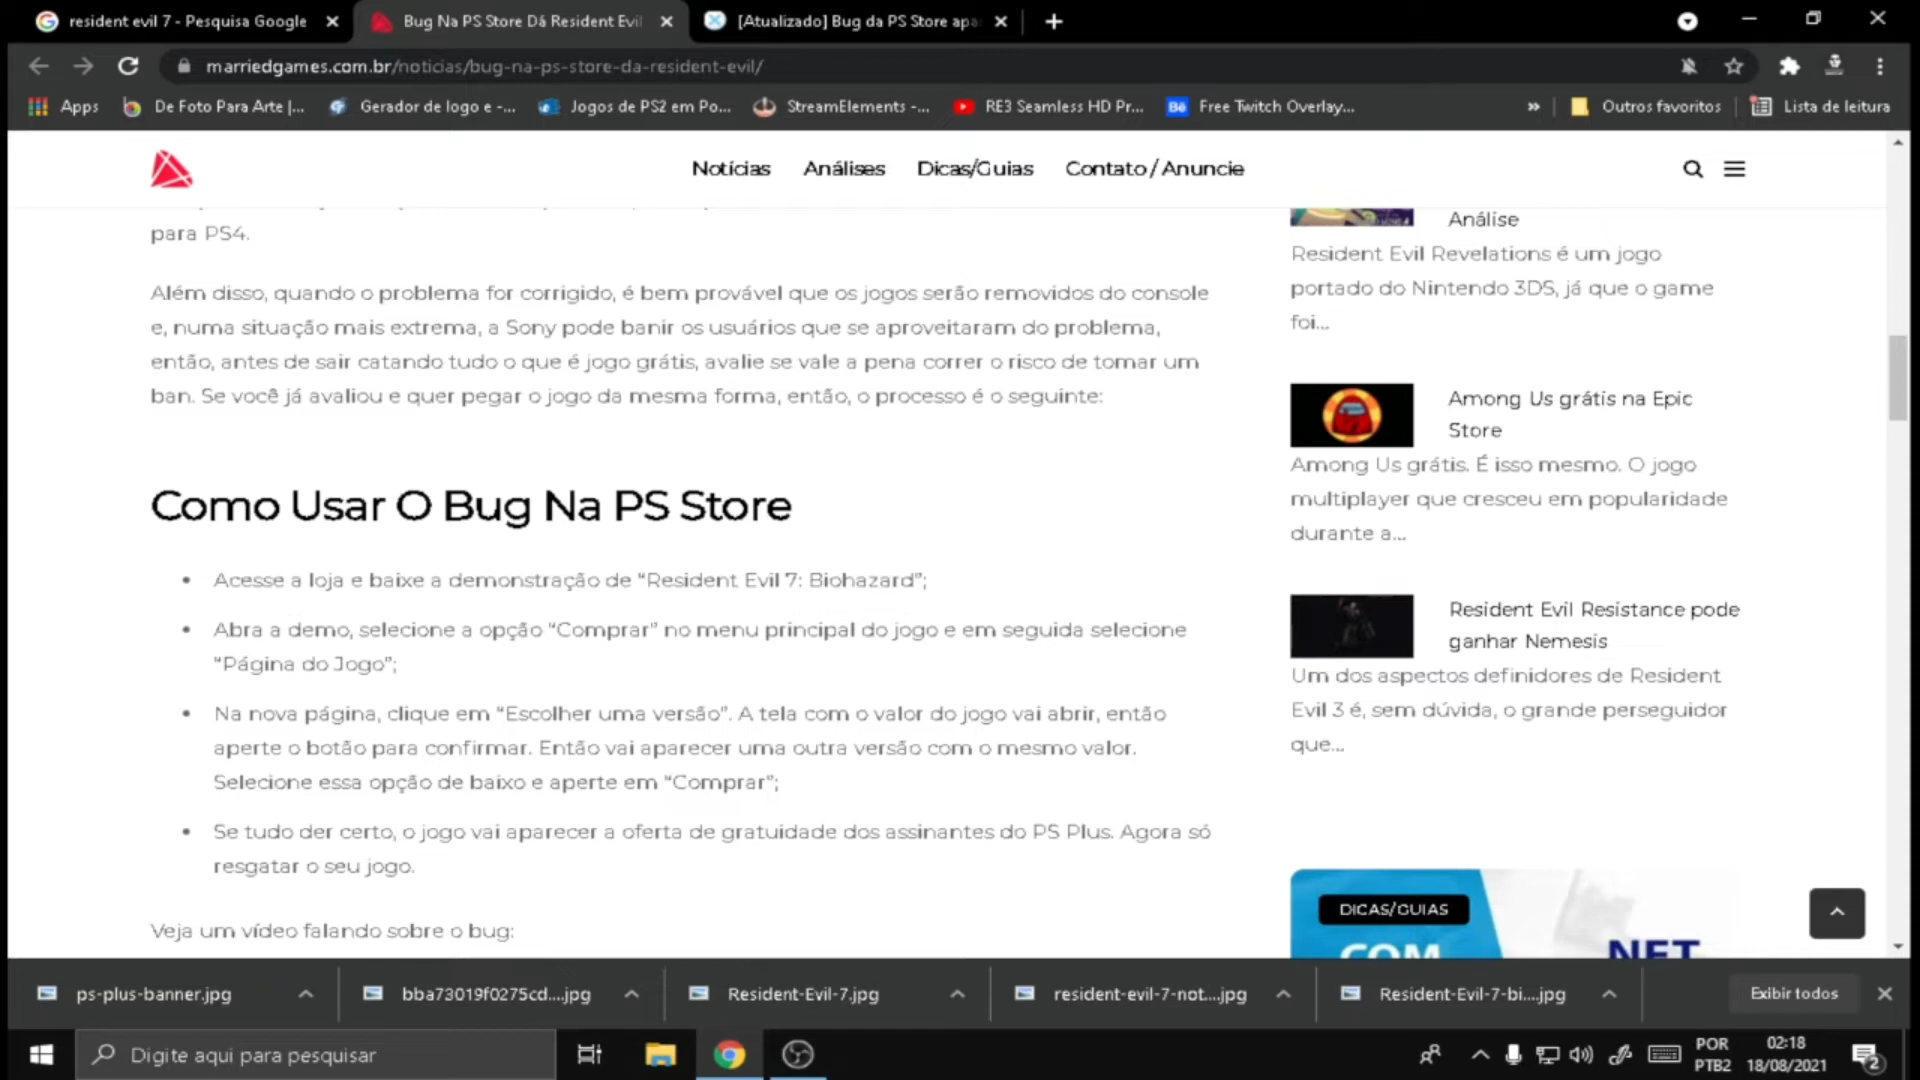 resident evil 7 - Pesquisa Google
Bug Na PS Store Dá Resident Evil
[Atualizado] Bug da PS Store apa
marriedgames.com.br/noticias/bug-na-ps-store-da-resident-evil/
Apps
De Foto Para Arte |...
Gerador de logo e -...
Jogos de PS2 em Po...
StreamElements -...
RE3 Seamless HD Pr...
Bē Free Twitch Overlay...
»
Outros favoritos
Lista de leitura
Notícias
Análises
Dicas/Guias
Contato / Anuncie
para PS4.
Além disso, quando o problema for corrigido, é bem provável que os jogos serão removidos do console
e, numa situação mais extrema, a Sony pode banir os usuários que se aproveitaram do problema,
então, antes de sair catando tudo o que é jogo grátis, avalie se vale a pena correr o risco de tomar um
ban. Se você já avaliou e quer pegar o jogo da mesma forma, então, o processo é o seguinte:
Como Usar O Bug Na PS Store
• Acesse a loja e baixe a demonstração de “Resident Evil 7: Biohazard”;
• Abra a demo, selecione a opção “Comprar” no menu principal do jogo e em seguida selecione
“Página do Jogo”;
• Na nova página, clique em “Escolher uma versão”. A tela com o valor do jogo vai abrir, então
aperte o botão para confirmar. Então vai aparecer uma outra versão com o mesmo valor.
Selecione essa opção de baixo e aperte em “Comprar”;
• Se tudo der certo, o jogo vai aparecer a oferta de gratuidade dos assinantes do PS Plus. Agora só
resgatar o seu jogo.
Veja um vídeo falando sobre o bug:
Análise
Resident Evil Revelations é um jogo
portado do Nintendo 3DS, já que o game
foi...
Among Us grátis na Epic
Store
Among Us grátis. É isso mesmo. O jogo
multiplayer que cresceu em popularidade
durante a...
Resident Evil Resistance pode
ganhar Nemesis
Um dos aspectos definidores de Resident
Evil 3 é, sem dúvida, o grande perseguidor
que...
DICAS/GUIAS
COM
NET
ps-plus-banner.jpg
bba73019f0275cd....jpg
Resident-Evil-7.jpg
resident-evil-7-not....jpg
Resident-Evil-7-bi....jpg
Exibir todos
Digite aqui para pesquisar
POR
PTB2
02:18
18/08/2021
2